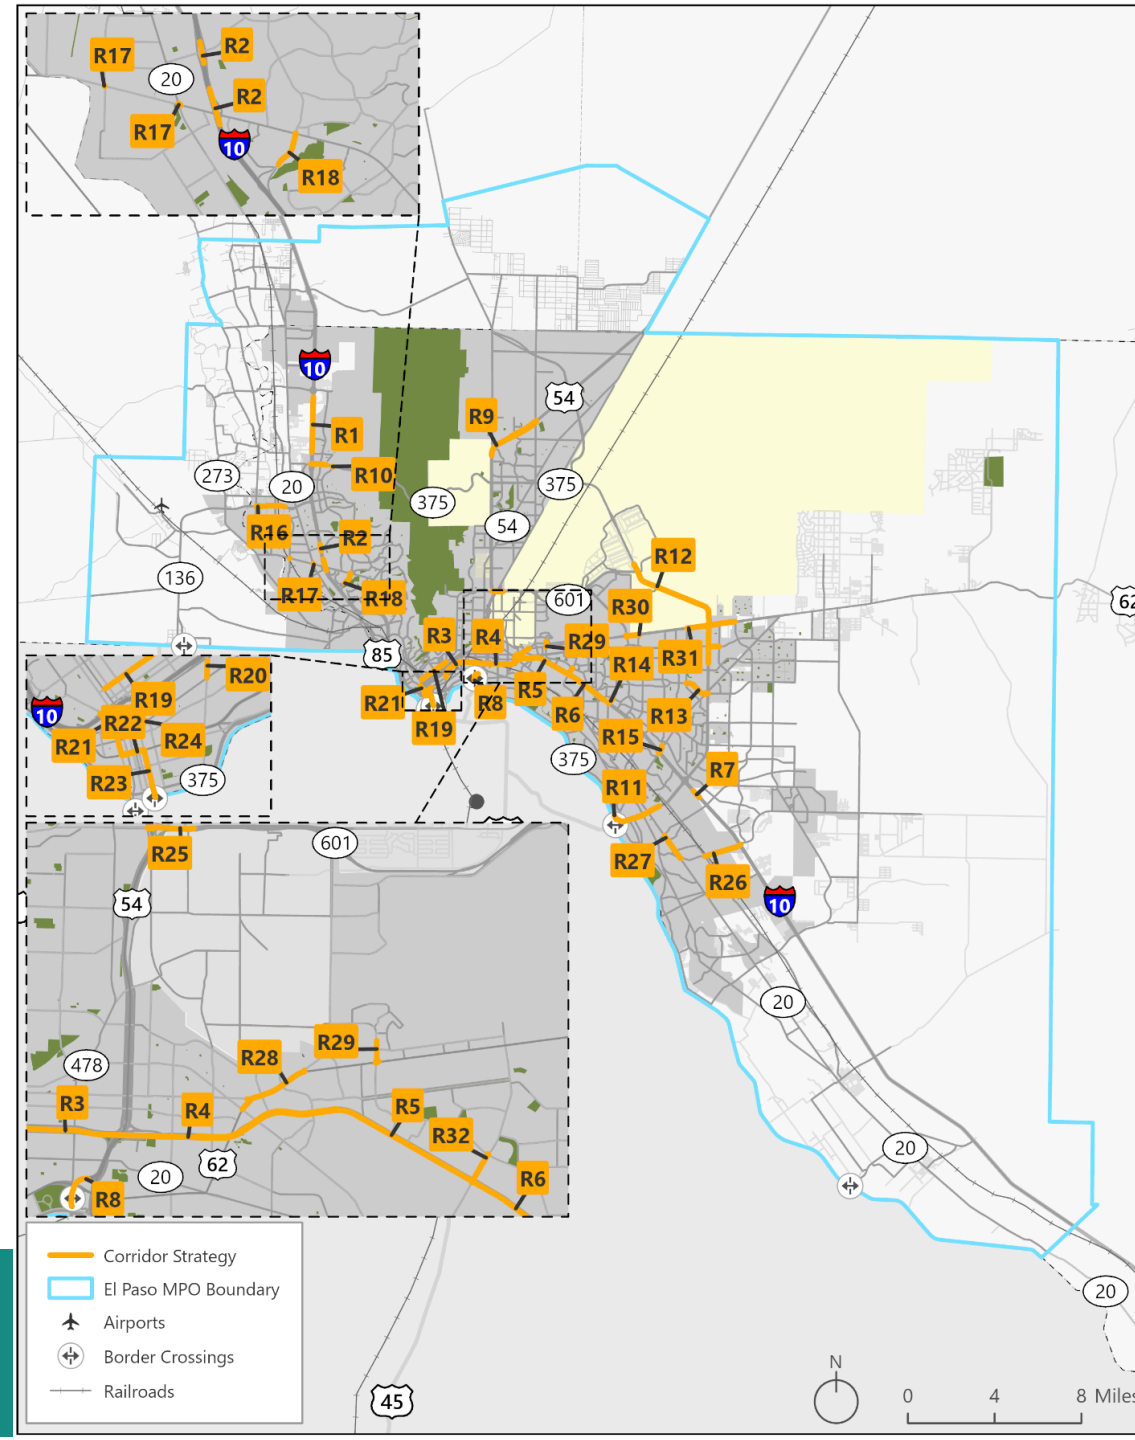 R17
R2
20
R2
R17
10
R18
10
54
R9
R1
R10
273
20
375
375
54
R16
R2
R12
136
R17
R18
601
R30
62
R3
R4
R29
85
R14
R31
R21
R5
R8
R6
R13
R19
R15
375
R7
R11
R27
R26
10
20
20
20
45
R20
R19
10
R22
R21
R24
R23
375
601
R25
54
R29
R28
478
R3
R4
R5
R32
62
20
R6
R8
Corridor Strategy
El Paso MPO Boundary
Airports
Border Crossings
Railroads
N
0 4 8 Miles